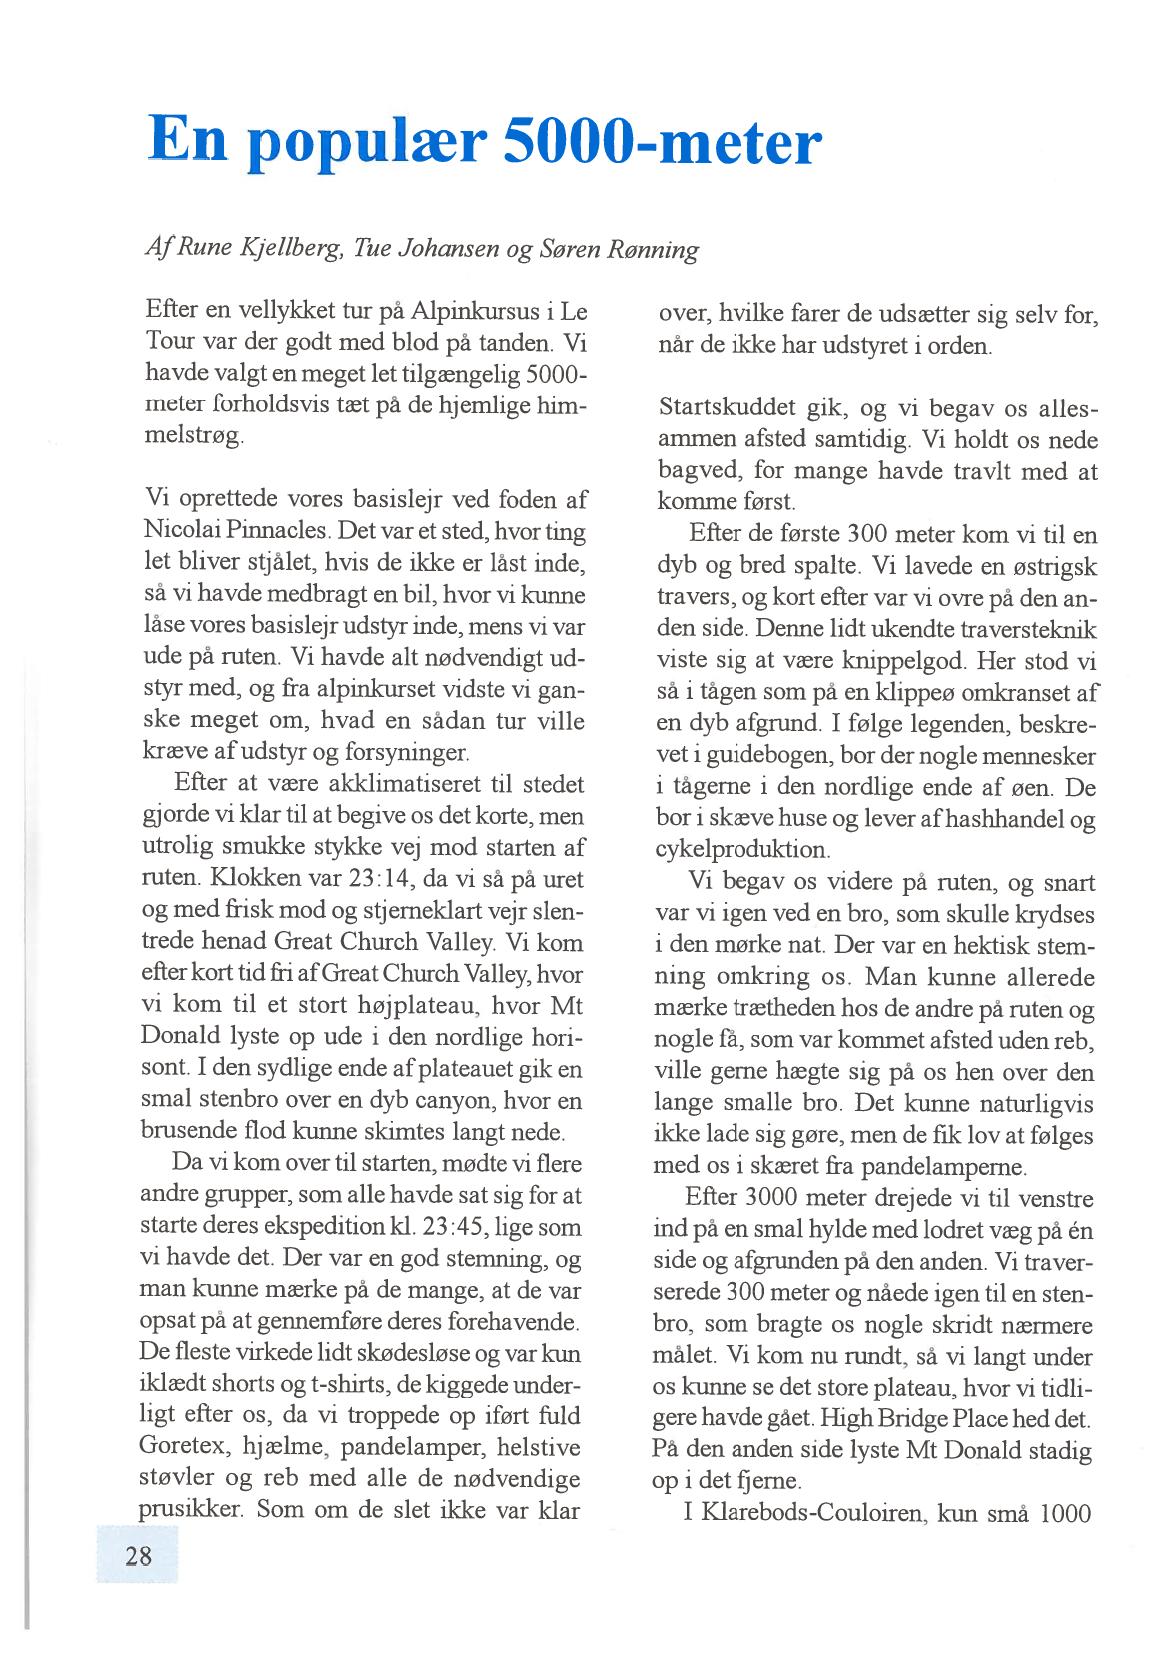 En populær 5000-meter
Af Rune Kjellberg, Tue Johansen og Søren Rønning
Efter en vellykket tur på Alpinkursus i Le
Tour var der godt med blod på tanden. Vi
havde valgt en meget let tilgængelig 5000-
meter forholdsvis tæt på de hjemlige him-
melstrøg.
Vi oprettede vores basislejr ved foden af
Nicolai Pinnacles. Det var et sted, hvor ting
let bliver stjålet, hvis de ikke er låst inde,
så vi havde medbragt en bil, hvor vi kunne
låse vores basislejr udstyr inde, mens vi var
ude på ruten. Vi havde alt nødvendigt ud-
styr med, og fra alpinkurset vidste vi gan-
ske meget om, hvad en sådan tur ville
kræve af udstyr og forsyninger.
Efter at være akklimatiseret til stedet
gjorde vi klar til at begive os det korte, men
utrolig smukke stykke vej mod starten af
ruten. Klokken var 23:14, da vi så på uret
og med frisk mod og stjerneklart vejr slen-
trede henad Great Church Valley. Vi kom
efter kort tid fri af Great Church Valley, hvor
vi kom til et stort højplateau, hvor Mt
Donald lyste op ude i den nordlige hori-
sont. I den sydlige ende af plateauet gik en
smal stenbro over en dyb canyon, hvor en
brusende flod kunne skimtes langt nede.
Da vi kom over til starten, mødte vi flere
andre grupper, som alle havde sat sig for at
starte deres ekspedition kl. 23:45, lige som
vi havde det. Der var en god stemning, og
man kunne mærke på de mange, at de var
opsat på at gennemføre deres forehavende.
De fleste virkede lidt skødesløse og var kun
iklædt shorts og t-shirts, de kiggede under-
ligt efter os, da vi troppede op iført fuld
Goretex, hjælme, pandelamper, helstive
støvler og reb med alle de nødvendige
prusikker. Som om de slet ikke var klar
over, hvilke farer de udsætter sig selv for,
når de ikke har udstyret i orden.
Startskuddet gik, og vi begav os alles-
ammen afsted samtidig. Vi holdt os nede
bagved, for mange havde travlt med at
komme først.
Efter de første 300 meter kom vi til en
dyb og bred spalte. Vi lavede en østrigsk
travers, og kort efter var vi ovre på den an-
den side. Denne lidt ukendte traversteknik
viste sig at være knippelgod. Her stod vi
så i tågen som på en klippeø omkranset af
en dyb afgrund. I følge legenden, beskre-
vet i guidebogen, bor der nogle mennesker
i tågerne i den nordlige ende af øen. De
bor i skæve huse og lever af hashhandel og
cykelproduktion.
Vi begav os videre på ruten, og snart
var vi igen ved en bro, som skulle krydses
i den mørke nat. Der var en hektisk stem-
ning omkring os. Man kunne allerede
mærke trætheden hos de andre på ruten og
nogle få, som var kommet afsted uden reb,
ville gerne hægte sig på os hen over den
lange smalle bro. Det kunne naturligvis
ikke lade sig gøre, men de fik lov at følges
med os i skæret fra pandelamperne.
Efter 3000 meter drejede vi til venstre
ind på en smal hylde med lodret væg på én
side og afgrunden på den anden. Vi traver-
serede 300 meter og nåede igen til en sten-
bro, som bragte os nogle skridt nærmere
målet. Vi kom nu rundt, så vi langt under
os kunne se det store plateau, hvor vi tidli-
gere havde gået. High Bridge Place hed det.
På den anden side lyste Mt Donald stadig
op i det fjerne.
I Klarebods-Couloiren, kun små 1000
28